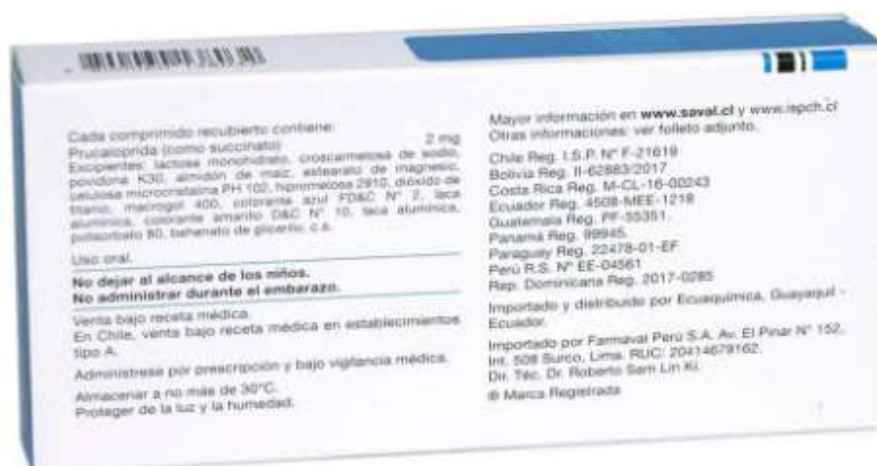 Cada comprimido recubierto contiene:
Prucaloprida (como succinato) 2 mg
Excipientes: lactosa monohidrato, croscarmelosa de sodio,
povidona K30, almidón de maíz, estearato de magnesio,
celulosa microcristalina PH 102, hipromelosa 2910, dióxido de
titanio, macrogol 400, colorante azul FD&C N° 2, laca
alumínica, colorante amarillo D&C N° 10, laca alumínica,
polisorbato 80, behenato de glicerilo, c.s.
Uso oral.
No dejar al alcance de los niños.
No administrar durante el embarazo.
Venta bajo receta médica.
En Chile, venta bajo receta médica en establecimientos
tipo A.
Adminístrese por prescripción y bajo vigilancia médica.
Almacenar a no más de 30°C.
Proteger de la luz y la humedad.
Mayor información en www.saval.cl y www.ispch.cl
Otras informaciones: ver folleto adjunto.
Chile Reg. I.S.P. N° F-21619
Bolivia Reg. II-62883/2017
Costa Rica Reg. M-CL-16-00243
Ecuador Reg. 4508-MEE-1218
Guatemala Reg. PF-55351.
Panamá Reg. 99945.
Paraguay Reg. 22478-01-EF
Perú R.S. N° EE-04561
Rep. Dominicana Reg. 2017-0285
Importado y distribuido por Ecuaquímica, Guayaquil -
Ecuador.
Importado por Farmaval Perú S.A. Av. El Pinar N° 152,
Int. 508 Surco, Lima. RUC: 20414679162.
Dir. Téc. Dr. Roberto Sam Lin Ki.
® Marca Registrada